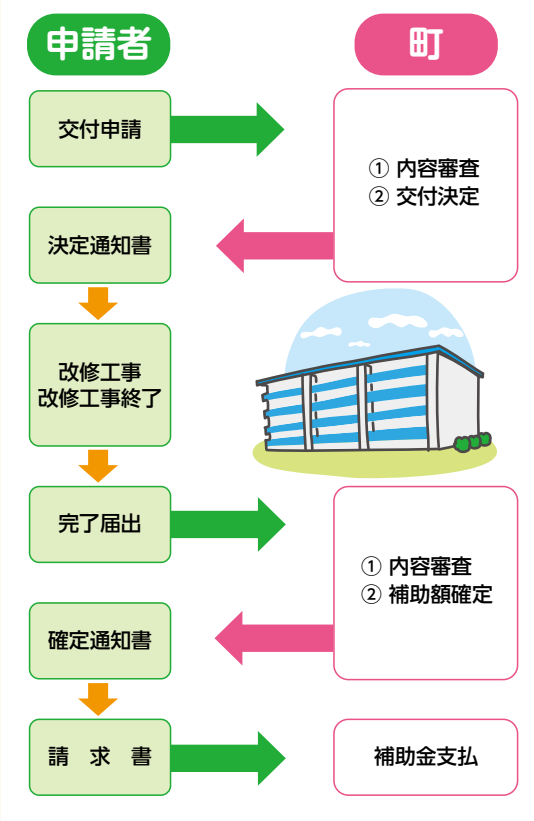 申請者
町
交付申請
① 内容審査
② 交付決定
決定通知書
改修工事
改修工事終了
完了届出
① 内容審査
② 補助額確定
確定通知書
請 求 書
補助金支払